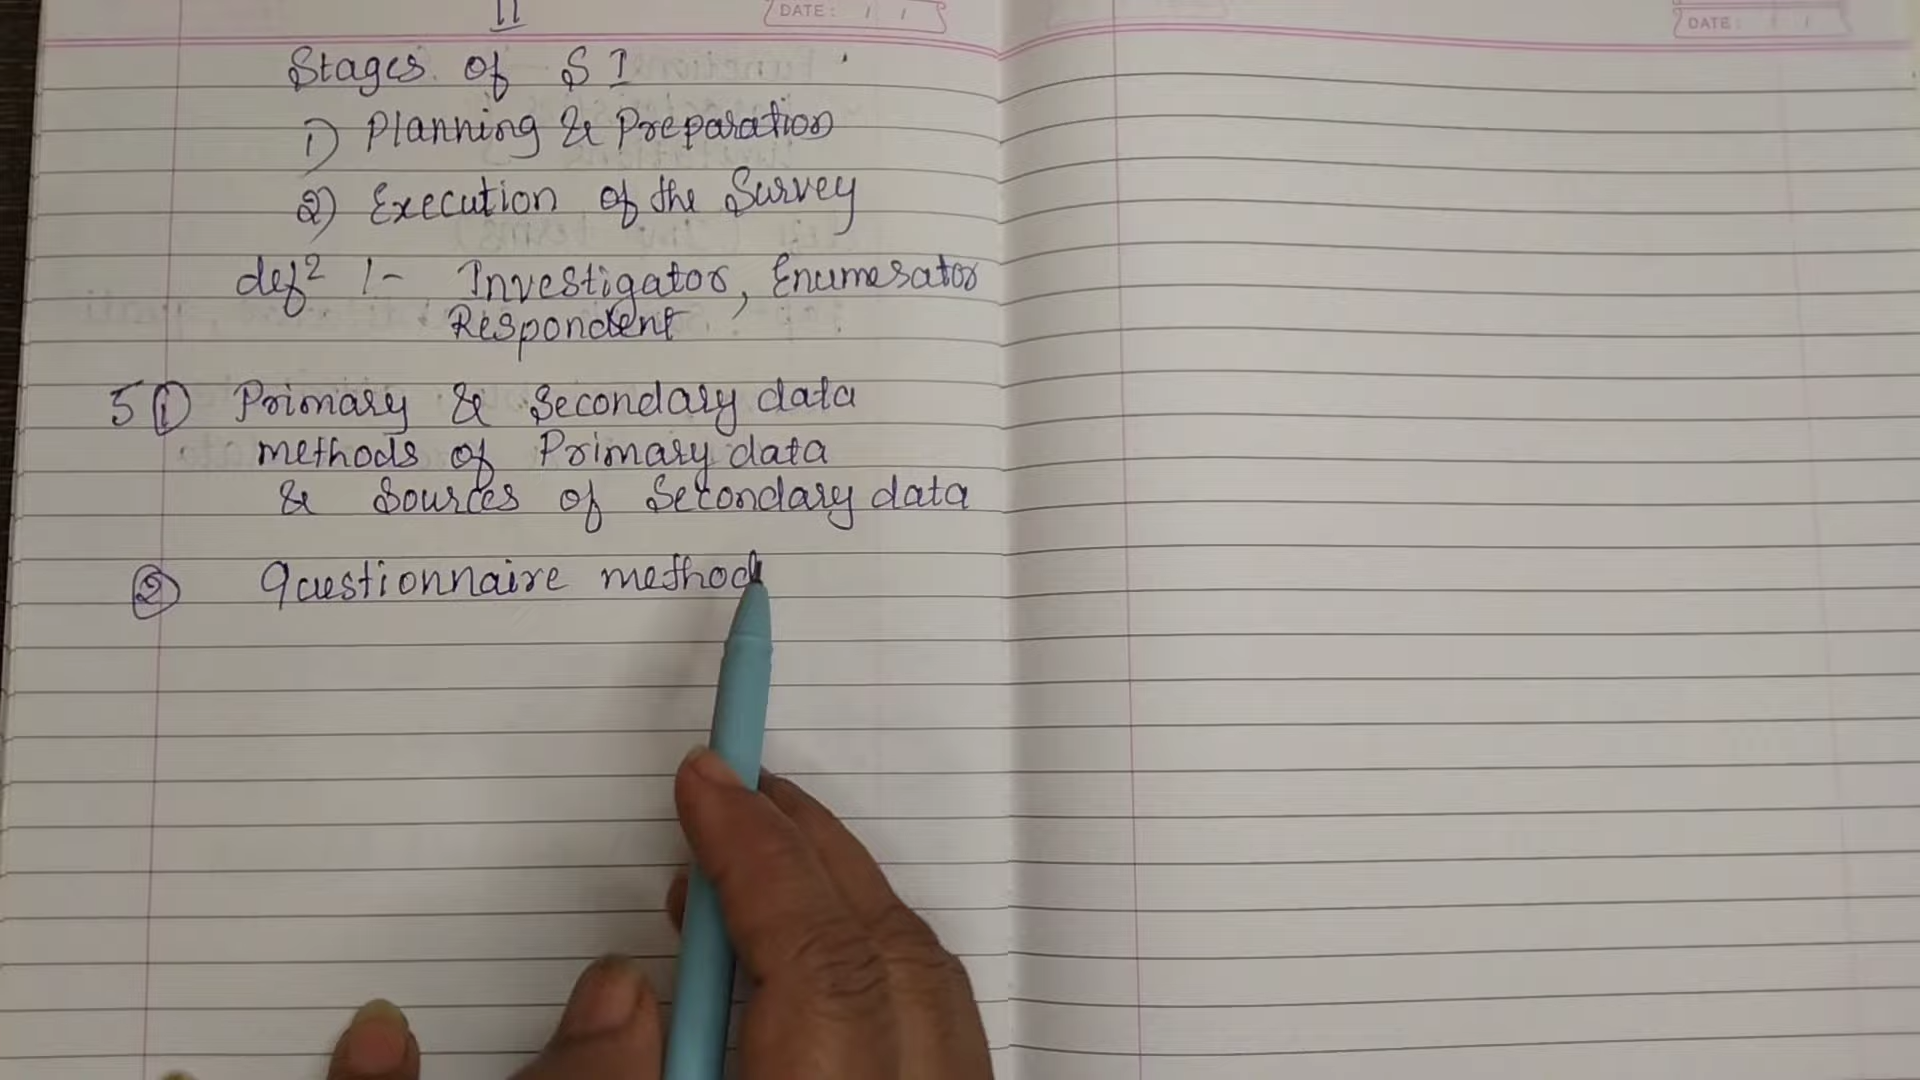 II
DATE: / /
DATE: / /
Stages of S I
1) Planning & Preparation
2) Execution of the Survey
def² :- Investigator, Enumerator
Respondent
5 ① Primary & Secondary data
methods of Primary data
& Sources of Secondary data
② Questionnaire method